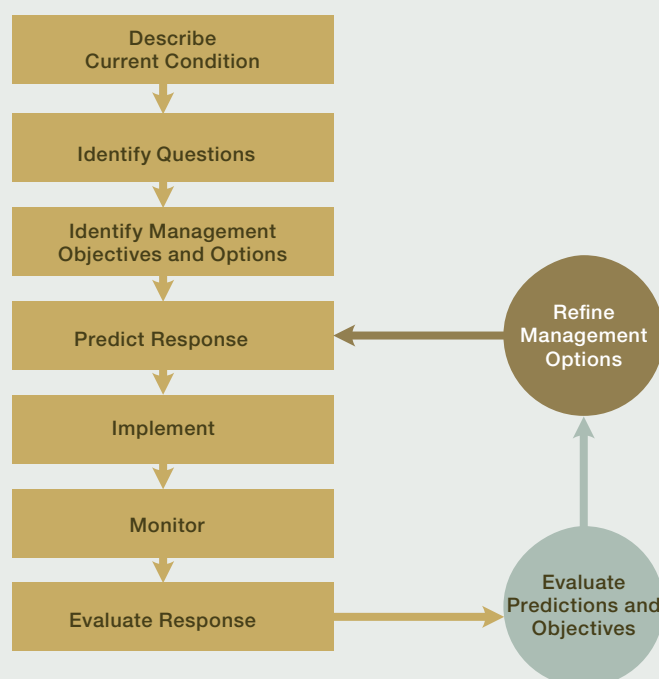 Describe
Current Condition
Identify Questions
Identify Management
Objectives and Options
Predict Response
Implement
Monitor
Evaluate Response
Refine
Management
Options
Evaluate
Predictions and
Objectives